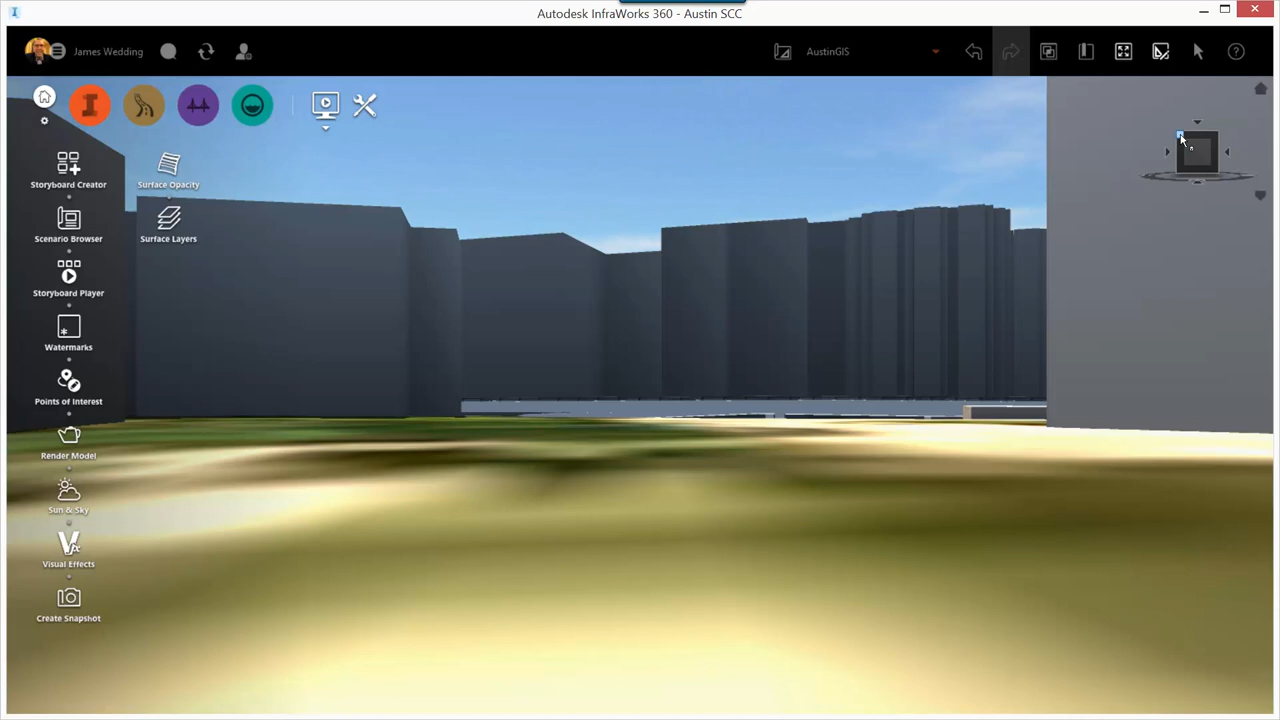 Autodesk InfraWorks 360 - Austin SCC
James Wedding
AustinGIS
Storyboard Creator
Surface Opacity
Scenario Browser
Surface Layers
Storyboard Player
Watermarks
Points of Interest
Render Model
Sun & Sky
Visual Effects
Create Snapshot